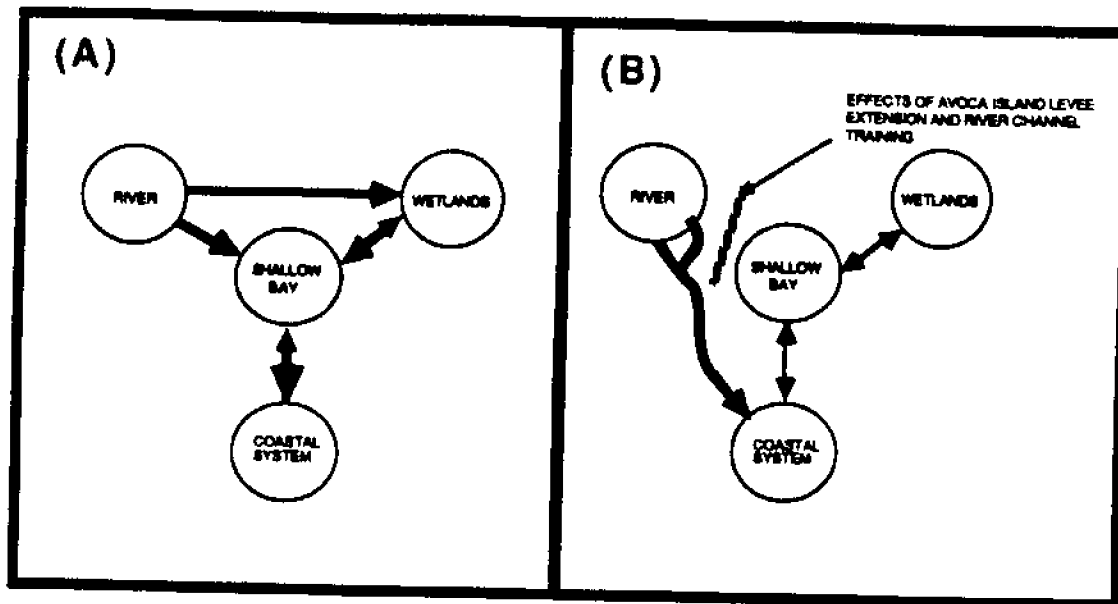 (A)
RIVER
WETLANDS
SHALLOW
BAY
COASTAL
SYSTEM
(B)
EFFECTS OF AVOCA ISLAND LEVEE
EXTENSION AND RIVER CHANNEL
TRAINING
RIVER
WETLANDS
SHALLOW
BAY
COASTAL
SYSTEM